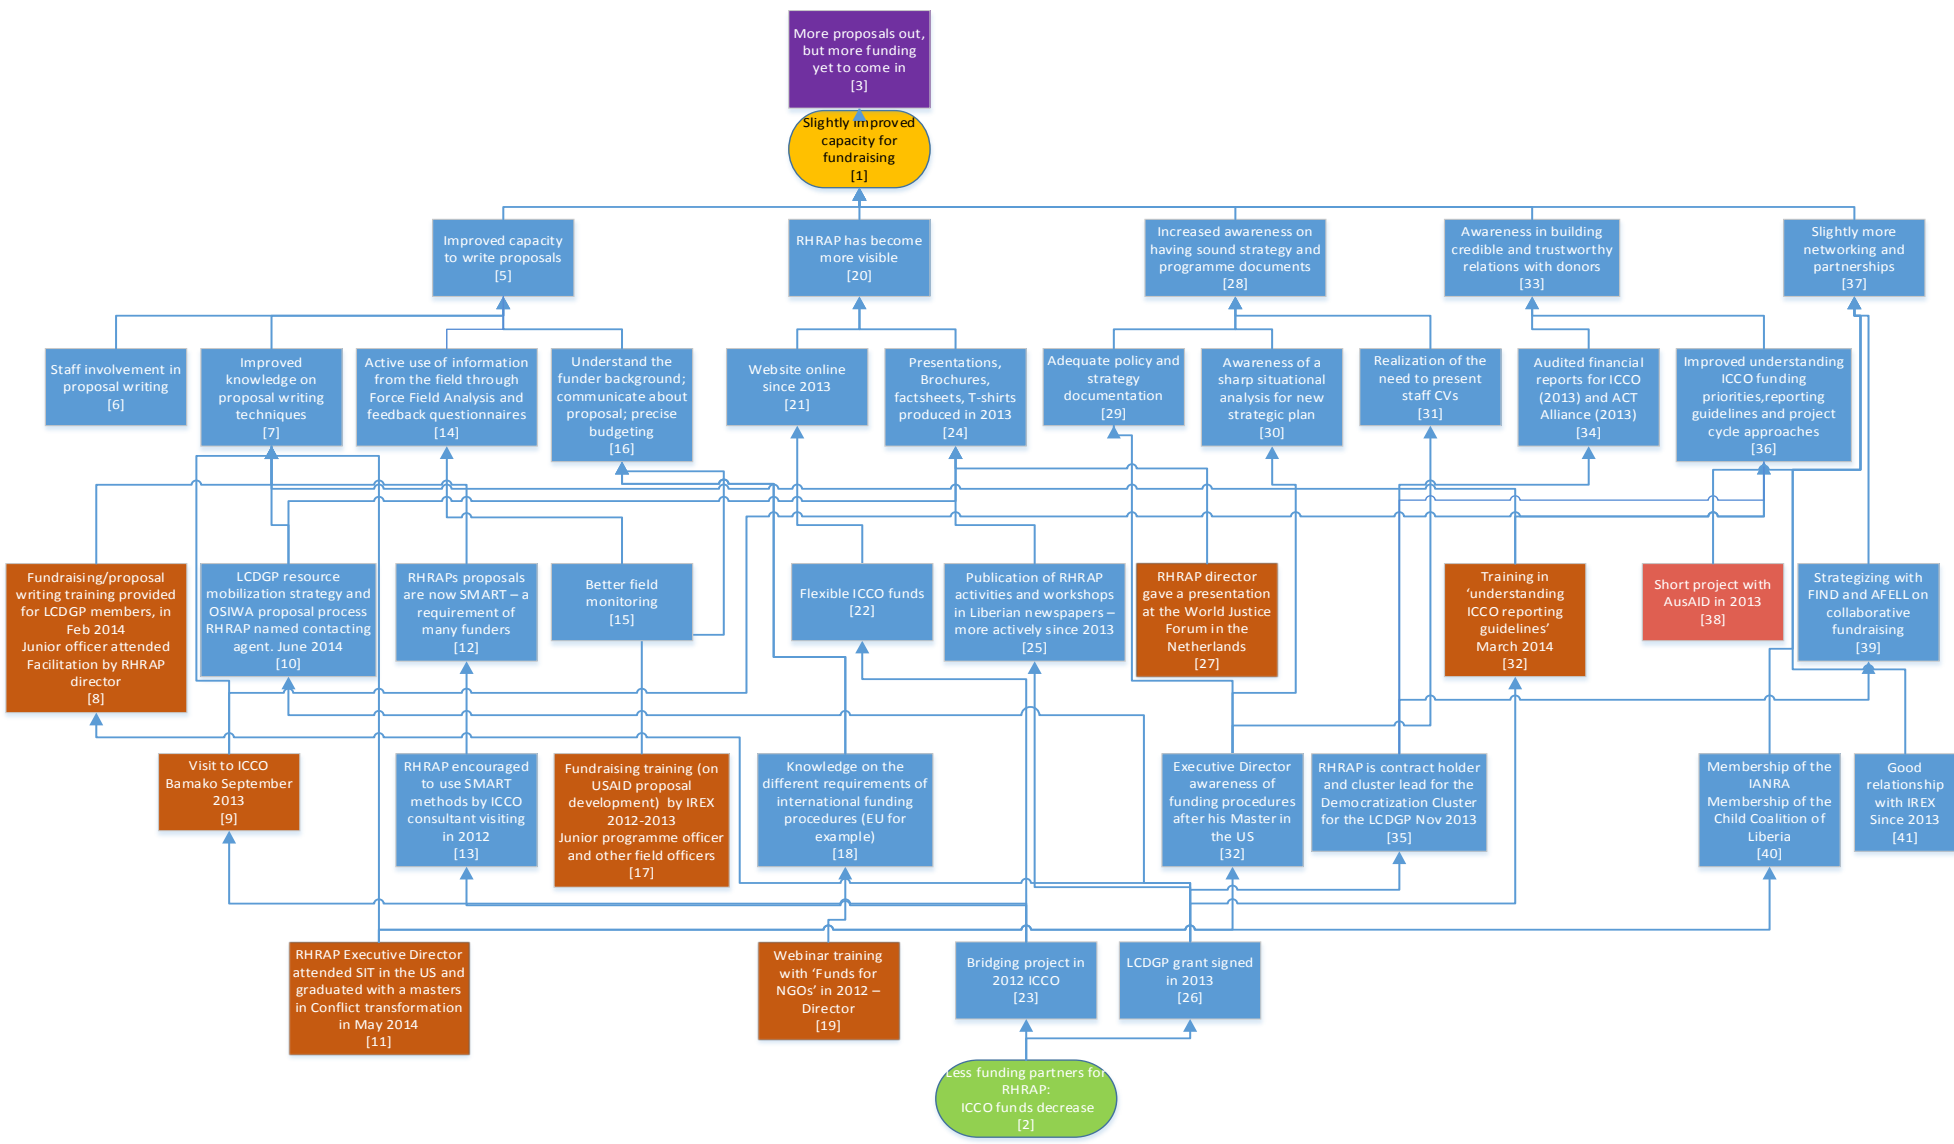 More proposals out,
but more funding
yet to come in
[3]
Slightly improved
capacity for
fundraising
[1]
Improved capacity
to write proposals
[5]
RHRAP has become
more visible
[20]
Increased awareness on
having sound strategy and
programme documents
[28]
Awareness in building
credible and trustworthy
relations with donors
[33]
Slightly more
networking and
partnerships
[37]
Staff involvement in
proposal writing
[6]
Improved
knowledge on
proposal writing
techniques
[7]
Active use of information
from the field through
Force Field Analysis and
feedback questionnaires
[14]
Understand the
funder background;
communicate about
proposal; precise
budgeting
[16]
Website online
since 2013
[21]
Presentations,
Brochures,
factsheets, T-shirts
produced in 2013
[24]
Adequate policy and
strategy
documentation
[29]
Awareness of a
sharp situational
analysis for new
strategic plan
[30]
Realization of the
need to present
staff CVs
[31]
Audited financial
reports for ICCO
(2013) and ACT
Alliance (2013)
[34]
Improved understanding
ICCO funding
priorities,reporting
guidelines and project
cycle approaches
[36]
Fundraising/proposal
writing training provided
for LCDGP members, in
Feb 2014
Junior officer attended
Facilitation by RHRAP
director
[8]
LCDGP resource
mobilization strategy and
OSIWA proposal process
RHRAP named contacting
agent. June 2014
[10]
RHRAPs proposals
are now SMART – a
requirement of
many funders
[12]
Better field
monitoring
[15]
Flexible ICCO funds
[22]
Publication of RHRAP
activities and workshops
in Liberian newspapers –
more actively since 2013
[25]
RHRAP director
gave a presentation
at the World Justice
Forum in the
Netherlands
[27]
Training in
‘understanding
ICCO reporting
guidelines’
March 2014
[32]
Short project with
AusAID in 2013
[38]
Strategizing with
FIND and AFELL on
collaborative
fundraising
[39]
Visit to ICCO
Bamako September
2013
[9]
RHRAP encouraged
to use SMART
methods by ICCO
consultant visiting
in 2012
[13]
Fundraising training (on
USAID proposal
development) by IREX
2012-2013
Junior programme officer
and other field officers
[17]
Knowledge on the
different requirements of
international funding
procedures (EU for
example)
[18]
Executive Director
awareness of
funding procedures
after his Master in
the US
[32]
RHRAP is contract holder
and cluster lead for the
Democratization Cluster
for the LCDGP Nov 2013
[35]
Membership of the
IANRA
Membership of the
Child Coalition of
Liberia
[40]
Good
relationship
with IREX
Since 2013
[41]
RHRAP Executive Director
attended SIT in the US and
graduated with a masters
in Conflict transformation
in May 2014
[11]
Webinar training
with ‘Funds for
NGOs’ in 2012 –
Director
[19]
Bridging project in
2012 ICCO
[23]
LCDGP grant signed
in 2013
[26]
Less funding partners for
RHRAP:
ICCO funds decrease
[2]